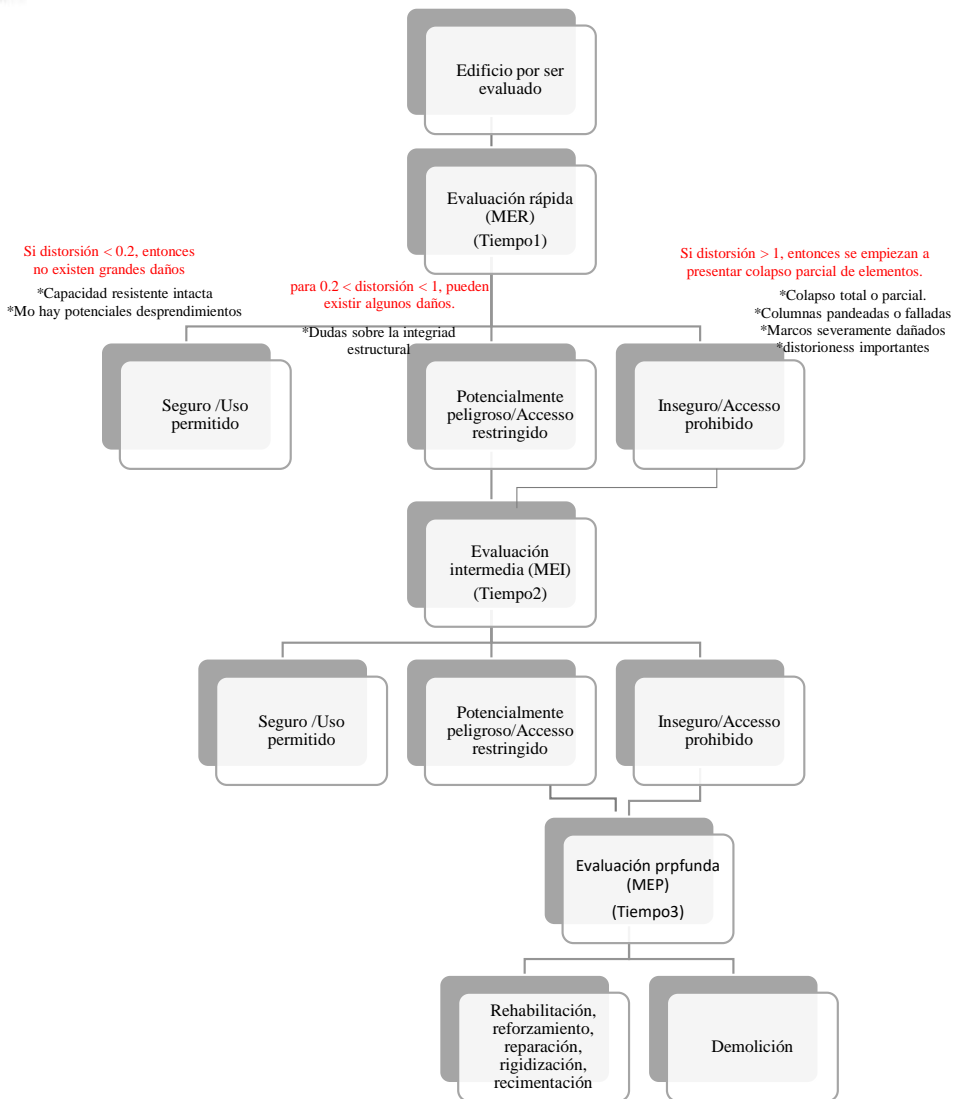 Edificio por ser
evaluado
Evaluación rápida
(MER)
(Tiempo1)
Si distorsión < 0.2, entonces
no existen grandes daños
*Capacidad resistente intacta
*Mo hay potenciales desprendimientos
para 0.2 < distorsión < 1, pueden
existir algunos daños.
*Dudas sobre la integriad
estructural
Si distorsión > 1, entonces se empiezan a
presentar colapso parcial de elementos.
*Colapso total o parcial.
*Columnas pandeadas o falladas
*Marcos severamente dañados
*distorioness importantes
Seguro /Uso
permitido
Potencialmente
peligroso/Accesso
restringido
Inseguro/Accesso
prohibido
Evaluación
intermedia (MEI)
(Tiempo2)
Seguro /Uso
permitido
Potencialmente
peligroso/Accesso
restringido
Inseguro/Accesso
prohibido
Evaluación prpfunda
(MEP)
(Tiempo3)
Rehabilitación,
reforzamiento,
reparación,
rigidización,
recimentación
Demolición